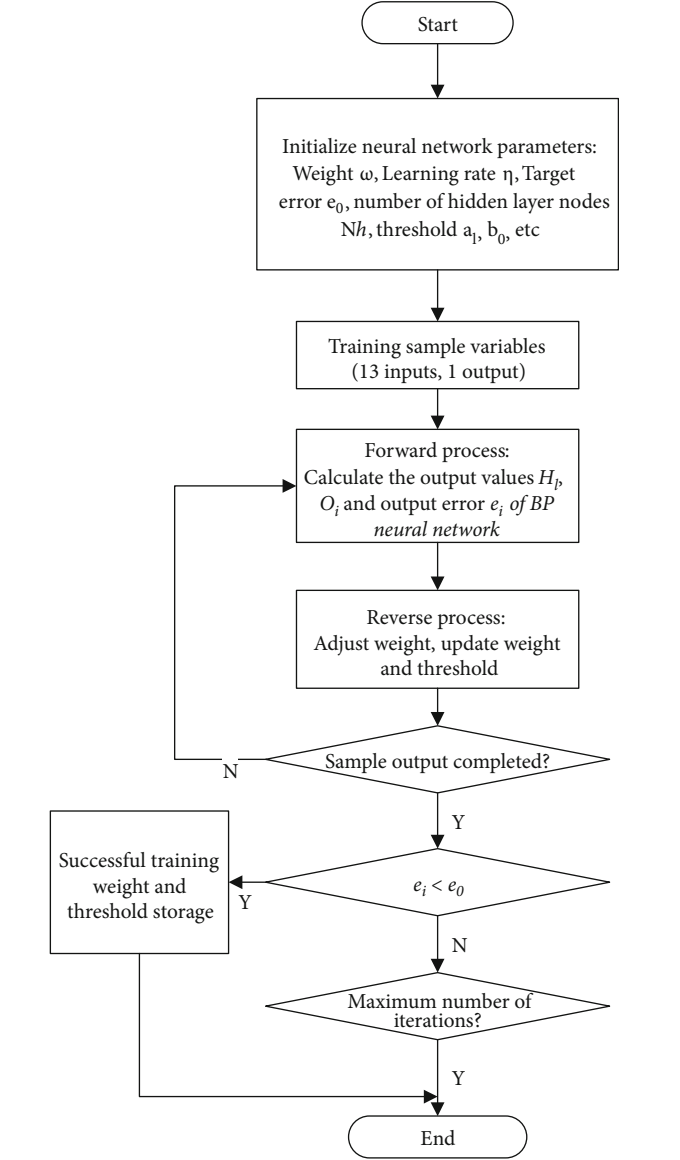 Start
Initialize neural network parameters:
Weight ω, Learning rate η, Target
error e₀, number of hidden layer nodes
Nh, threshold aₗ, b₀, etc
Training sample variables
(13 inputs, 1 output)
Forward process:
Calculate the output values Hₗ,
Oᵢ and output error eᵢ of BP
neural network
Reverse process:
Adjust weight, update weight
and threshold
Sample output completed?
N
Y
Successful training
weight and
threshold storage
Y
eᵢ < e₀
N
Maximum number of
iterations?
Y
End